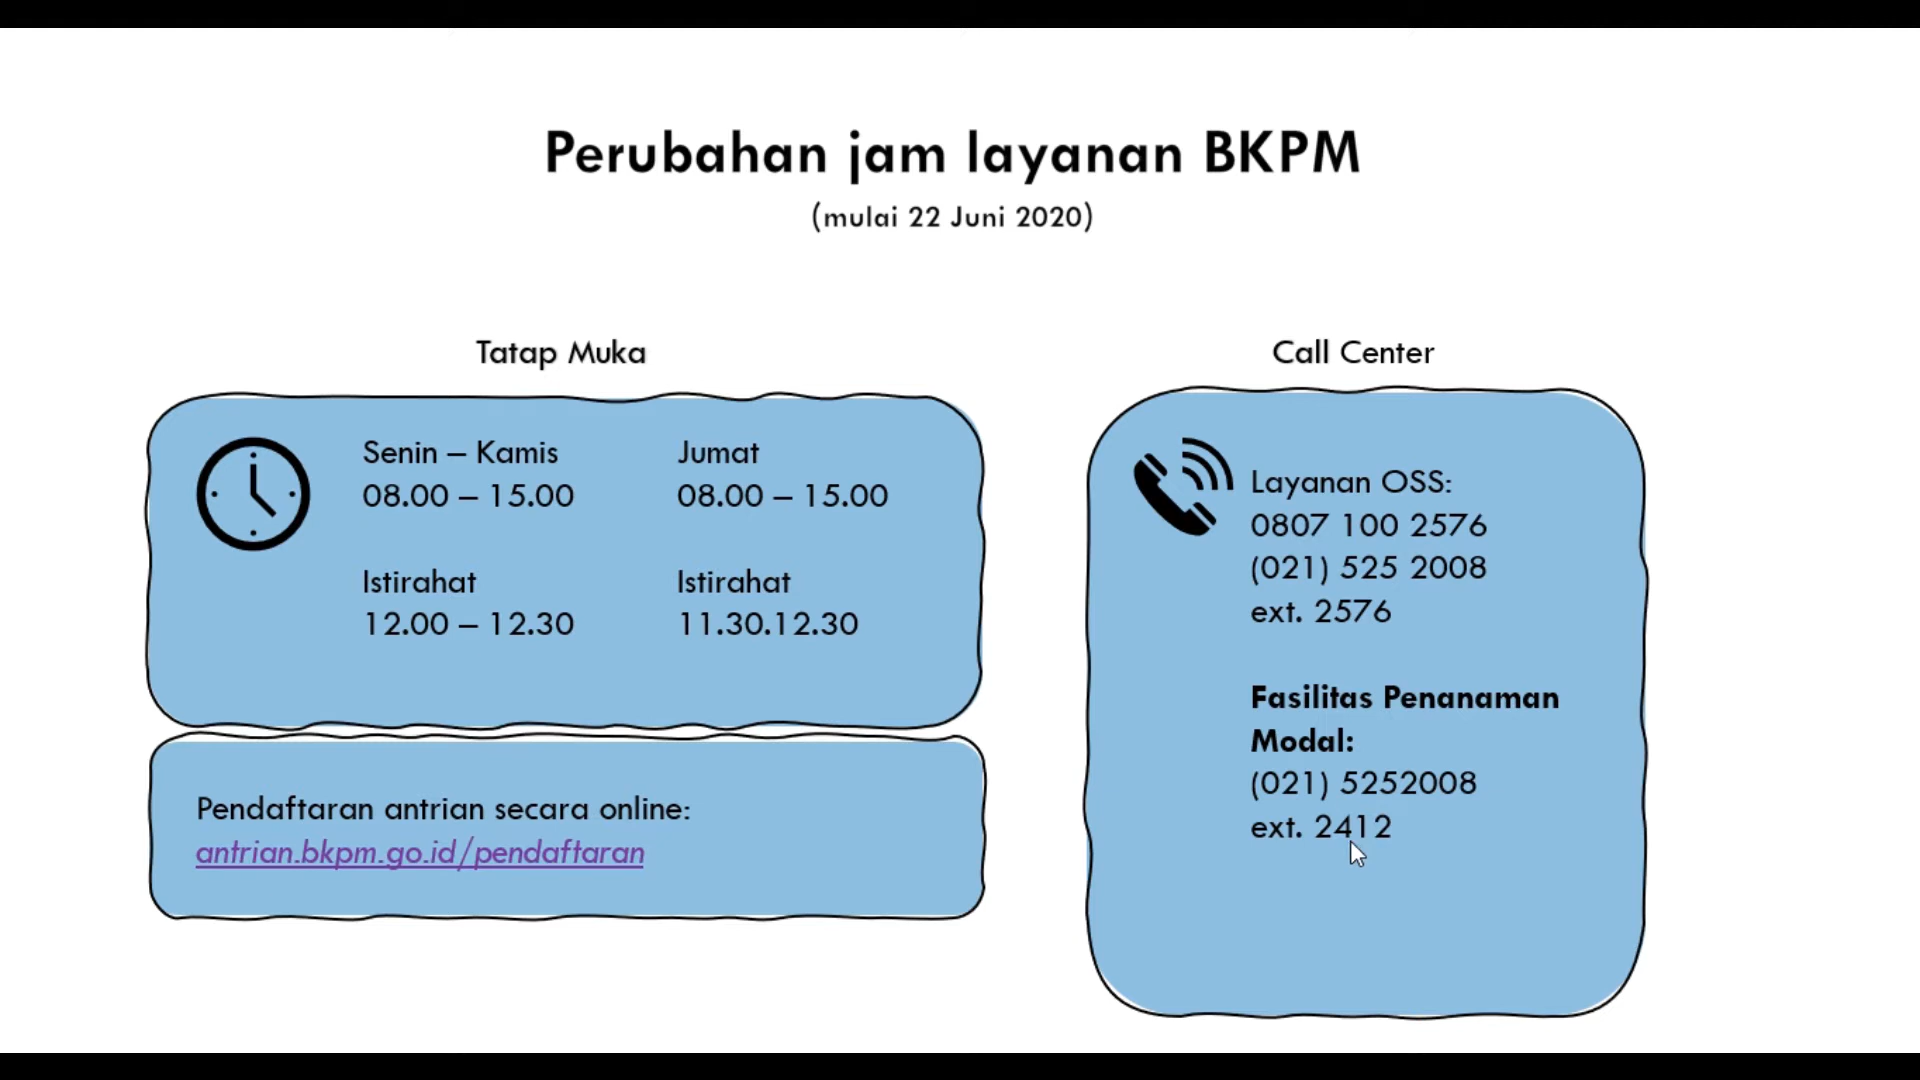 Perubahan jam layanan BKPM
(mulai 22 Juni 2020)
Tatap Muka
Senin – Kamis
08.00 – 15.00
Istirahat
12.00 – 12.30
Jumat
08.00 – 15.00
Istirahat
11.30.12.30
Pendaftaran antrian secara online:
antrian.bkpm.go.id/pendaftaran
Call Center
Layanan OSS:
0807 100 2576
(021) 525 2008
ext. 2576
Fasilitas Penanaman
Modal:
(021) 5252008
ext. 2412